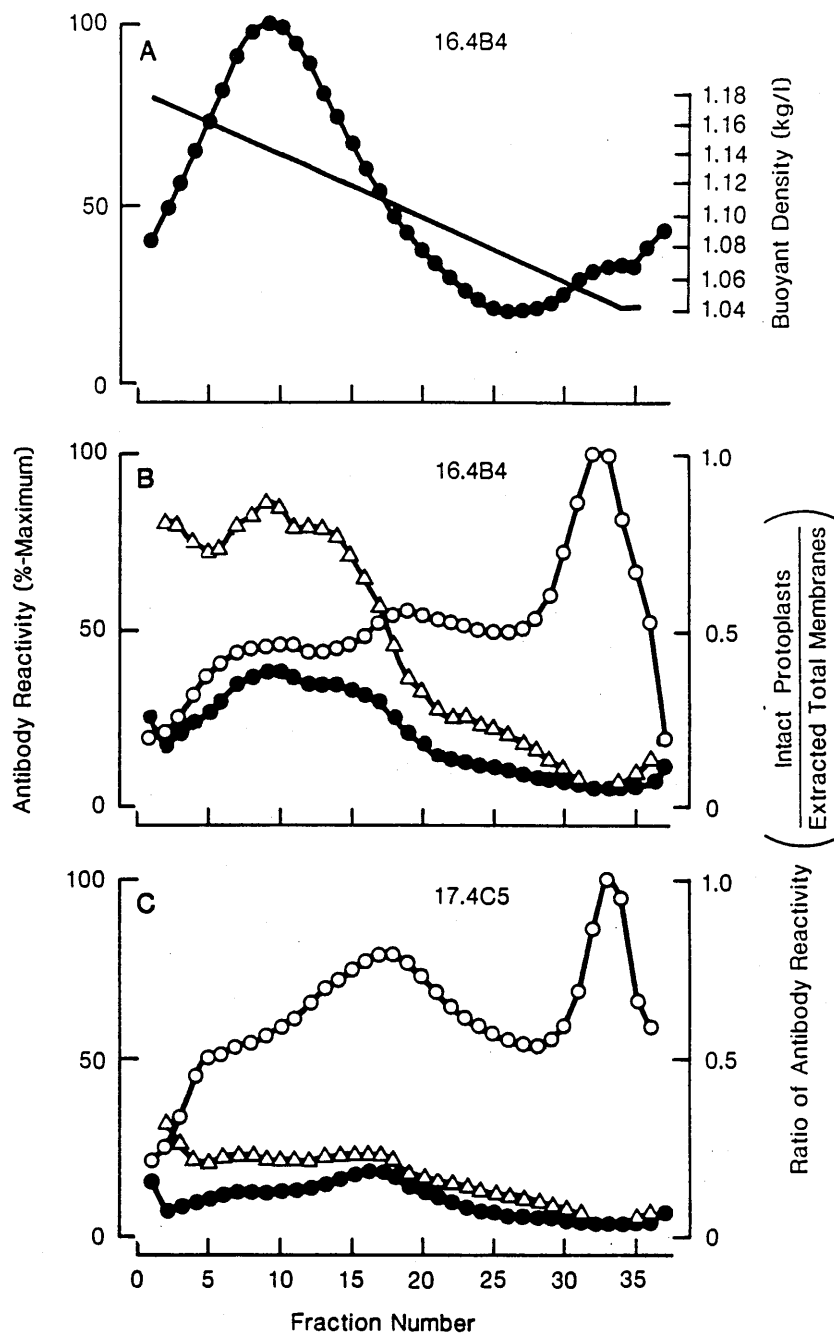 A
16.4B4
100
50
0
1.18
1.16
1.14
1.12
1.10
1.08
1.06
1.04
Buoyant Density (kg/l)
B
16.4B4
100
50
0
1.0
0.5
0
Antibody Reactivity (%-Maximum)
Intact Protoplasts
Extracted Total Membranes
C
17.4C5
100
50
0
1.0
0.5
0
Ratio of Antibody Reactivity
0 5 10 15 20 25 30 35
Fraction Number